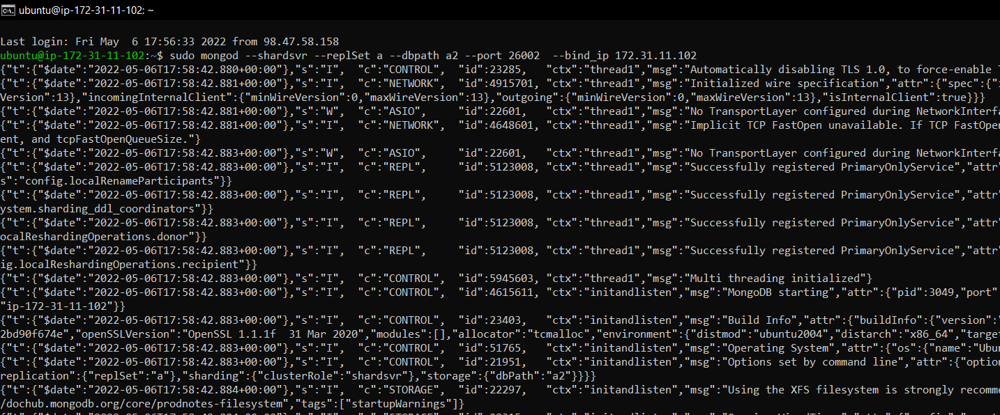 ubuntu@ip-172-31-11-102: ~
Last login: Fri May  6 17:56:33 2022 from 98.47.58.158
ubuntu@ip-172-31-11-102:~$ sudo mongod --shardsvr --replSet a --dbpath a2 --port 26002  --bind_ip 172.31.11.102
{"t":{"$date":"2022-05-06T17:58:42.880+00:00"},"s":"I",  "c":"CONTROL",  "id":23285,   "ctx":"thread1","msg":"Automatically disabling TLS 1.0, to force-enable T
{"t":{"$date":"2022-05-06T17:58:42.881+00:00"},"s":"I",  "c":"NETWORK",  "id":4915701, "ctx":"thread1","msg":"Initialized wire specification","attr":{"spec":{"i
Version":13},"incomingInternalClient":{"minWireVersion":0,"maxWireVersion":13},"outgoing":{"minWireVersion":0,"maxWireVersion":13},"isInternalClient":true}}}
{"t":{"$date":"2022-05-06T17:58:42.881+00:00"},"s":"W",  "c":"ASIO",     "id":22601,   "ctx":"thread1","msg":"No TransportLayer configured during NetworkInterfa
{"t":{"$date":"2022-05-06T17:58:42.881+00:00"},"s":"I",  "c":"NETWORK",  "id":4648601, "ctx":"thread1","msg":"Implicit TCP FastOpen unavailable. If TCP FastOpen
ent, and tcpFastOpenQueueSize."}
{"t":{"$date":"2022-05-06T17:58:42.883+00:00"},"s":"W",  "c":"ASIO",     "id":22601,   "ctx":"thread1","msg":"No TransportLayer configured during NetworkInterfa
{"t":{"$date":"2022-05-06T17:58:42.883+00:00"},"s":"I",  "c":"REPL",     "id":5123008, "ctx":"thread1","msg":"Successfully registered PrimaryOnlyService","attr"
s":"config.localRenameParticipants"}}
{"t":{"$date":"2022-05-06T17:58:42.883+00:00"},"s":"I",  "c":"REPL",     "id":5123008, "ctx":"thread1","msg":"Successfully registered PrimaryOnlyService","attr"
ystem.sharding_ddl_coordinators"}}
{"t":{"$date":"2022-05-06T17:58:42.883+00:00"},"s":"I",  "c":"REPL",     "id":5123008, "ctx":"thread1","msg":"Successfully registered PrimaryOnlyService","attr"
ocalReshardingOperations.donor"}}
{"t":{"$date":"2022-05-06T17:58:42.883+00:00"},"s":"I",  "c":"REPL",     "id":5123008, "ctx":"thread1","msg":"Successfully registered PrimaryOnlyService","attr"
ig.localReshardingOperations.recipient"}}
{"t":{"$date":"2022-05-06T17:58:42.883+00:00"},"s":"I",  "c":"CONTROL",  "id":5945603, "ctx":"thread1","msg":"Multi threading initialized"}
{"t":{"$date":"2022-05-06T17:58:42.883+00:00"},"s":"I",  "c":"CONTROL",  "id":4615611, "ctx":"initandlisten","msg":"MongoDB starting","attr":{"pid":3049,"port"
"ip-172-31-11-102"}}
{"t":{"$date":"2022-05-06T17:58:42.883+00:00"},"s":"I",  "c":"CONTROL",  "id":23403,   "ctx":"initandlisten","msg":"Build Info","attr":{"buildInfo":{"version":"
2bd90f674e","openSSLVersion":"OpenSSL 1.1.1f  31 Mar 2020","modules":[],"allocator":"tcmalloc","environment":{"distmod":"ubuntu2004","distarch":"x86_64","target
{"t":{"$date":"2022-05-06T17:58:42.883+00:00"},"s":"I",  "c":"CONTROL",  "id":51765,   "ctx":"initandlisten","msg":"Operating System","attr":{"os":{"name":"Ubun
{"t":{"$date":"2022-05-06T17:58:42.883+00:00"},"s":"I",  "c":"CONTROL",  "id":21951,   "ctx":"initandlisten","msg":"Options set by command line","attr":{"option
replication":{"replSet":"a"},"sharding":{"clusterRole":"shardsvr"},"storage":{"dbPath":"a2"}}}}
{"t":{"$date":"2022-05-06T17:58:42.883+00:00"},"s":"I",  "c":"STORAGE",  "id":22297,   "ctx":"initandlisten","msg":"Using the XFS filesystem is strongly recomme
/dochub.mongodb.org/core/prodnotes-filesystem","tags":["startupWarnings"]}